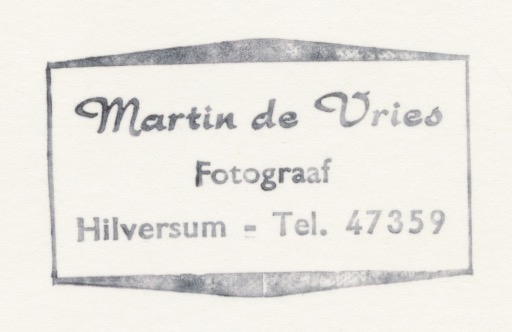 Martin de Vries
Fotograaf
Hilversum - Tel. 47359